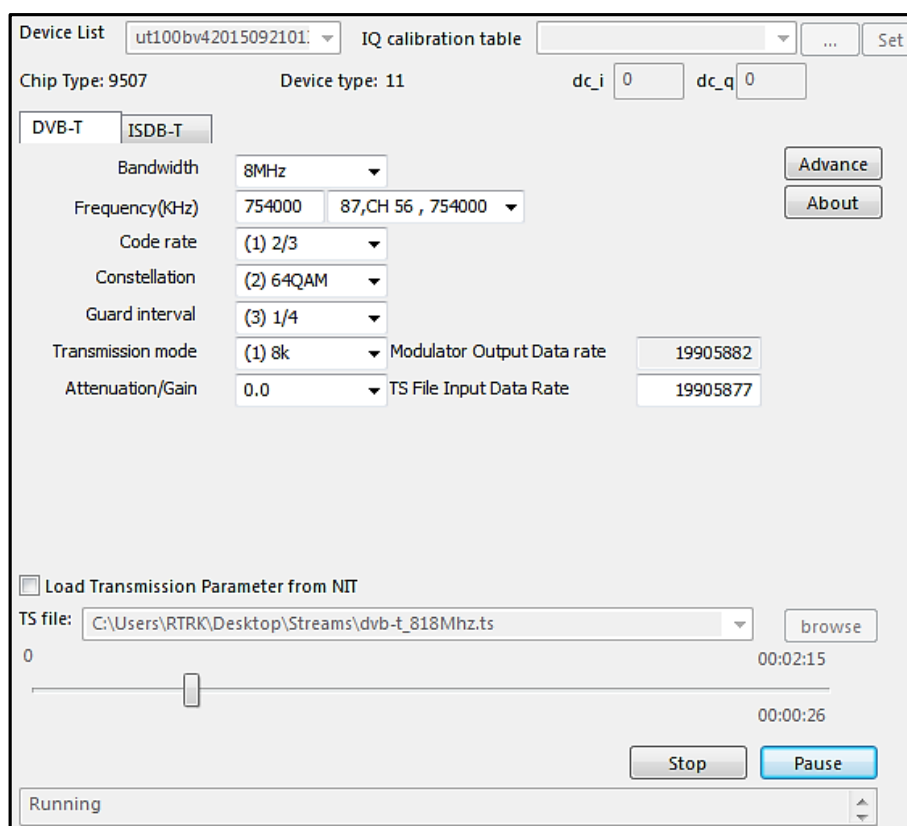 Device List ut100bv42015092101: IQ calibration table ... Set
Chip Type: 9507 Device type: 11 dc_i 0 dc_q 0
DVB-T ISDB-T
Bandwidth 8MHz Advance
Frequency(KHz) 754000 87,CH 56 , 754000 About
Code rate (1) 2/3
Constellation (2) 64QAM
Guard interval (3) 1/4
Transmission mode (1) 8k Modulator Output Data rate 19905882
Attenuation/Gain 0.0 TS File Input Data Rate 19905877
Load Transmission Parameter from NIT
TS file: C:\Users\RTRK\Desktop\Streams\dvb-t_818Mhz.ts browse
0 00:02:15
00:00:26
Stop Pause
Running